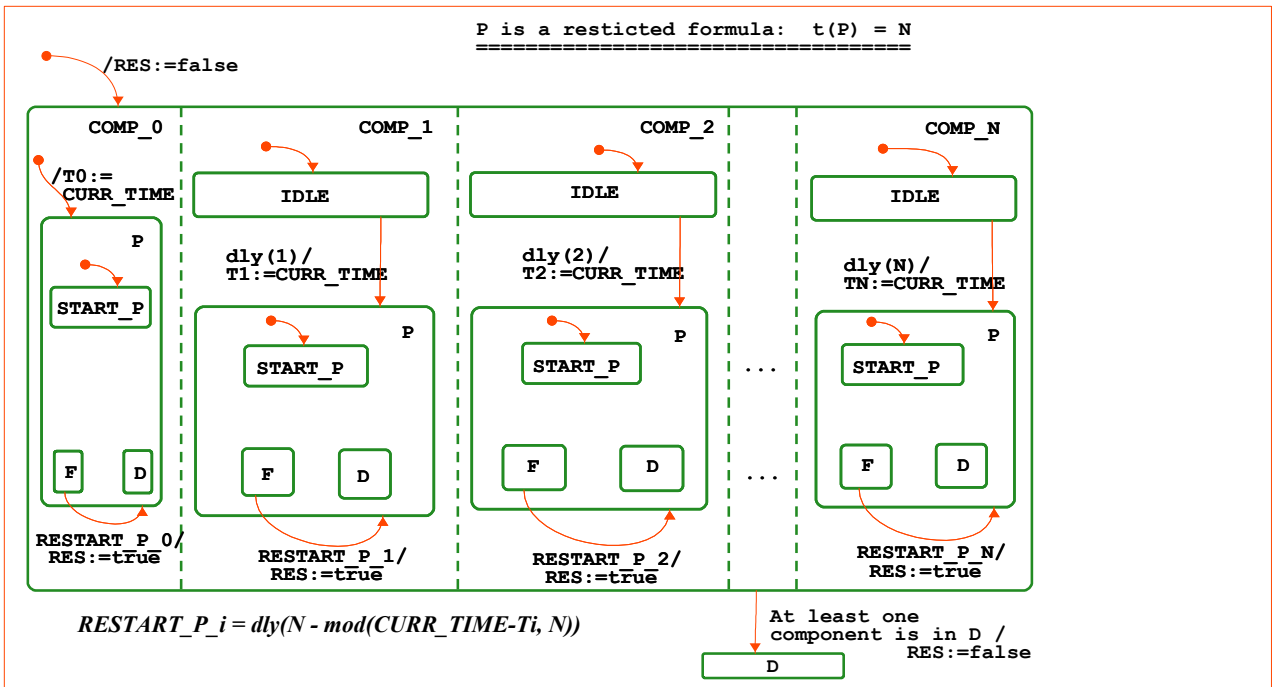 P is a resticted formula: t(P) = N
=====================================
/RES:=false
COMP_0
COMP_1
COMP_2
COMP_N
/T0:=
CURR_TIME
IDLE
IDLE
IDLE
P
dly(1)/
T1:=CURR_TIME
dly(2)/
T2:=CURR_TIME
dly(N)/
TN:=CURR_TIME
START_P
P
P
P
START_P
START_P
...
START_P
F
D
F
D
F
D
...
F
D
RESTART_P_0/
RES:=true
RESTART_P_1/
RES:=true
RESTART_P_2/
RES:=true
RESTART_P_N/
RES:=true
RESTART_P_i = dly(N - mod(CURR_TIME-Ti, N))
At least one
component is in D /
RES:=false
D